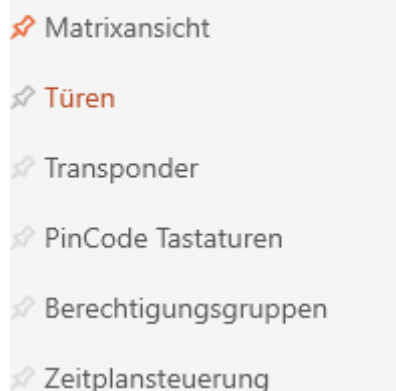 Matrixansicht
Türen
Transponder
PinCode Tastaturen
Berechtigungsgruppen
Zeitplansteuerung